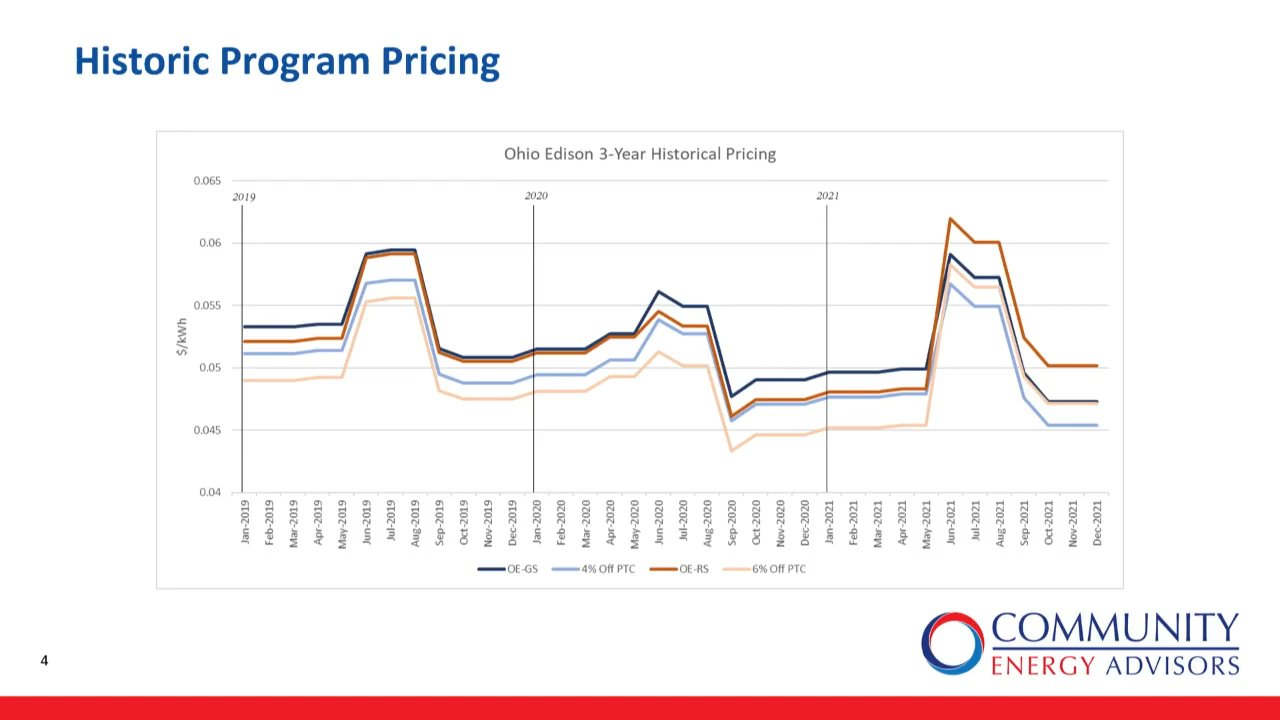 Historic Program Pricing
Ohio Edison 3-Year Historical Pricing
0.065
0.06
0.055
0.05
0.045
0.04
$/kWh
2019
2020
2021
Jan-2019
Feb-2019
Mar-2019
Apr-2019
May-2019
Jun-2019
Jul-2019
Aug-2019
Sep-2019
Oct-2019
Nov-2019
Dec-2019
Jan-2020
Feb-2020
Mar-2020
Apr-2020
May-2020
Jun-2020
Jul-2020
Aug-2020
Sep-2020
Oct-2020
Nov-2020
Dec-2020
Jan-2021
Feb-2021
Mar-2021
Apr-2021
May-2021
Jun-2021
Jul-2021
Aug-2021
Sep-2021
Oct-2021
Nov-2021
Dec-2021
OE-GS 4% Off PTC OE-RS 6% Off PTC
COMMUNITY
ENERGY ADVISORS
4